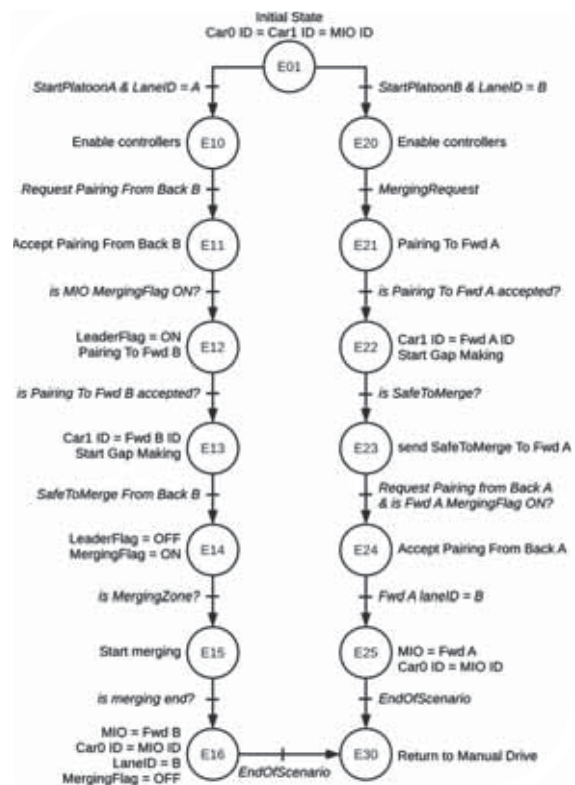 Initial State
Car0 ID = Car1 ID = MIO ID
E01
StartPlatoonA & LaneID = A
StartPlatoonB & LaneID = B
Enable controllers
E10
E20
Enable controllers
Request Pairing From Back B
MergingRequest
Accept Pairing From Back B
E11
E21
Pairing To Fwd A
is MIO MergingFlag ON?
is Pairing To Fwd A accepted?
LeaderFlag = ON
Pairing To Fwd B
E12
E22
Car1 ID = Fwd A ID
Start Gap Making
is Pairing To Fwd B accepted?
is SafeToMerge?
Car1 ID = Fwd B ID
Start Gap Making
E13
E23
send SafeToMerge To Fwd A
SafeToMerge From Back B
Request Pairing from Back A
& is Fwd A MergingFlag ON?
LeaderFlag = OFF
MergingFlag = ON
E14
E24
Accept Pairing From Back A
is MergingZone?
Fwd A laneID = B
Start merging
E15
E25
MIO = Fwd A
Car0 ID = MIO ID
is merging end?
EndOfScenario
MIO = Fwd B
Car0 ID = MIO ID
LaneID = B
MergingFlag = OFF
E16
EndOfScenario
E30
Return to Manual Drive